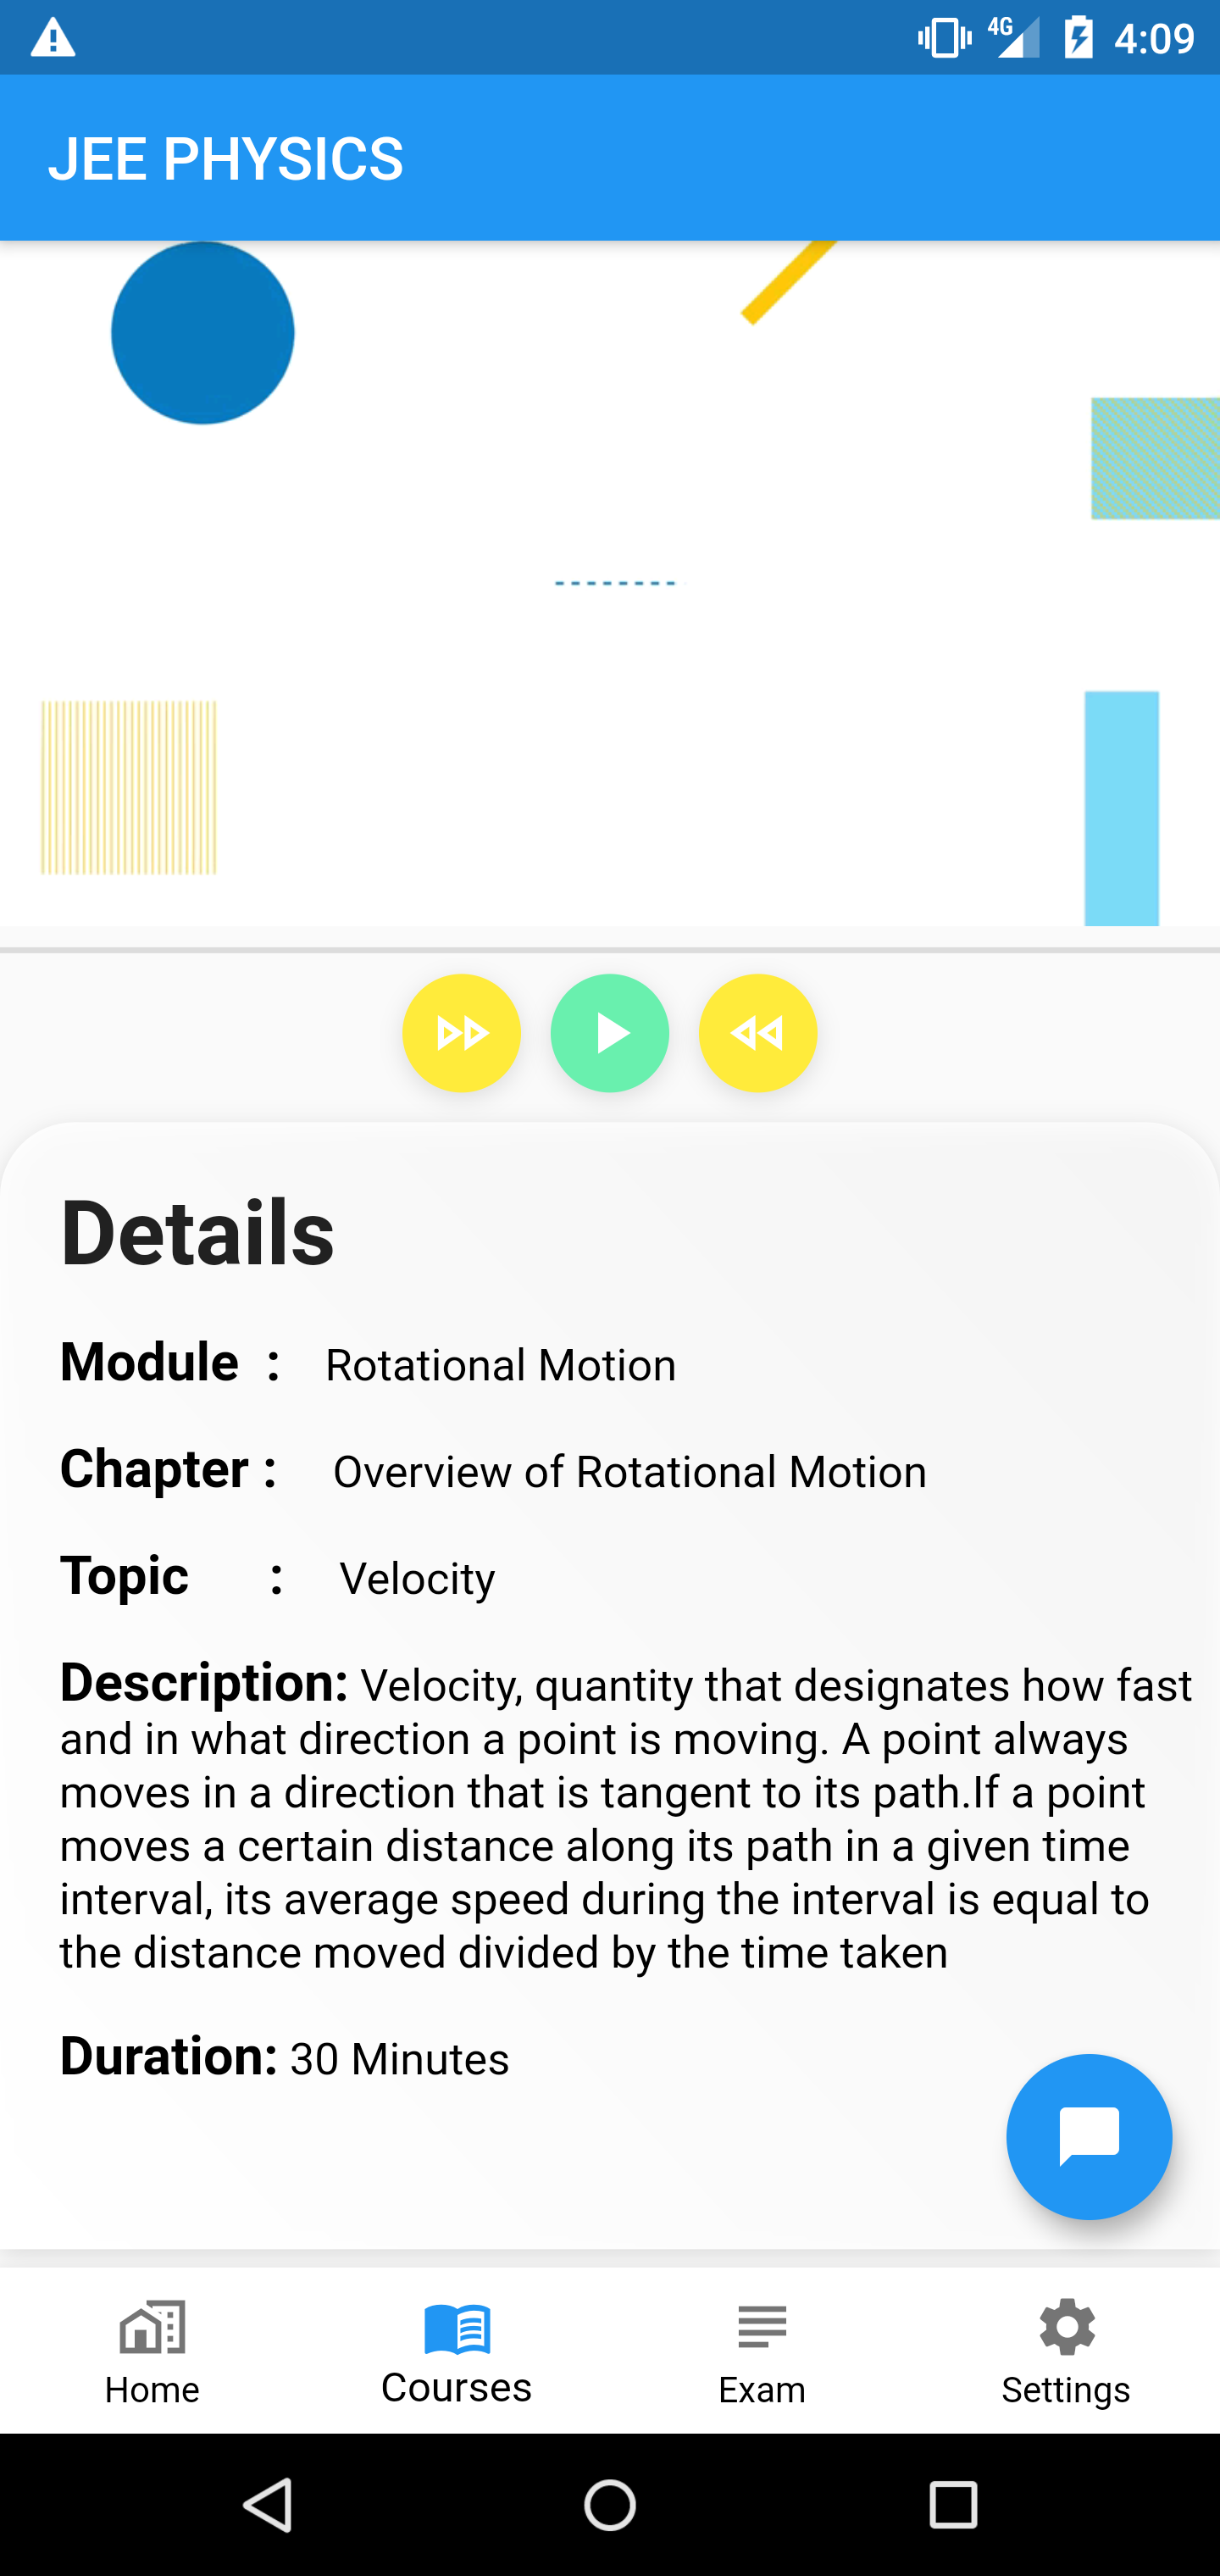 4G 4:09
JEE PHYSICS
Details
Module : Rotational Motion
Chapter : Overview of Rotational Motion
Topic : Velocity
Description: Velocity, quantity that designates how fast
and in what direction a point is moving. A point always
moves in a direction that is tangent to its path.If a point
moves a certain distance along its path in a given time
interval, its average speed during the interval is equal to
the distance moved divided by the time taken
Duration: 30 Minutes
Home Courses Exam Settings